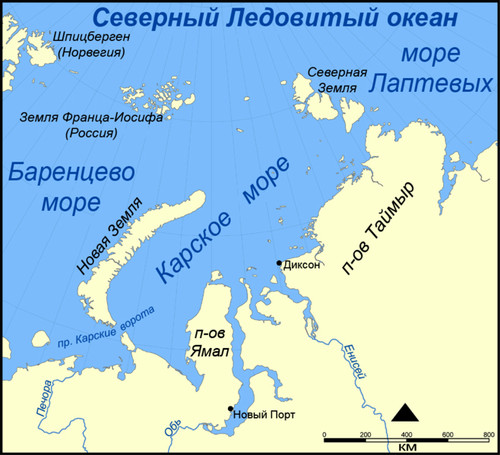 Северный Ледовитый океан
Шпицберген
(Норвегия)
море
Лаптевых
Северная
Земля
Земля Франца-Иосифа
(Россия)
Баренцево
море
Новая Земля
Карское море
п-ов Таймыр
Диксон
пр. Карские ворота
п-ов
Ямал
Енисей
Печора
Обь
Новый Порт
0 200 400 600 800
КМ